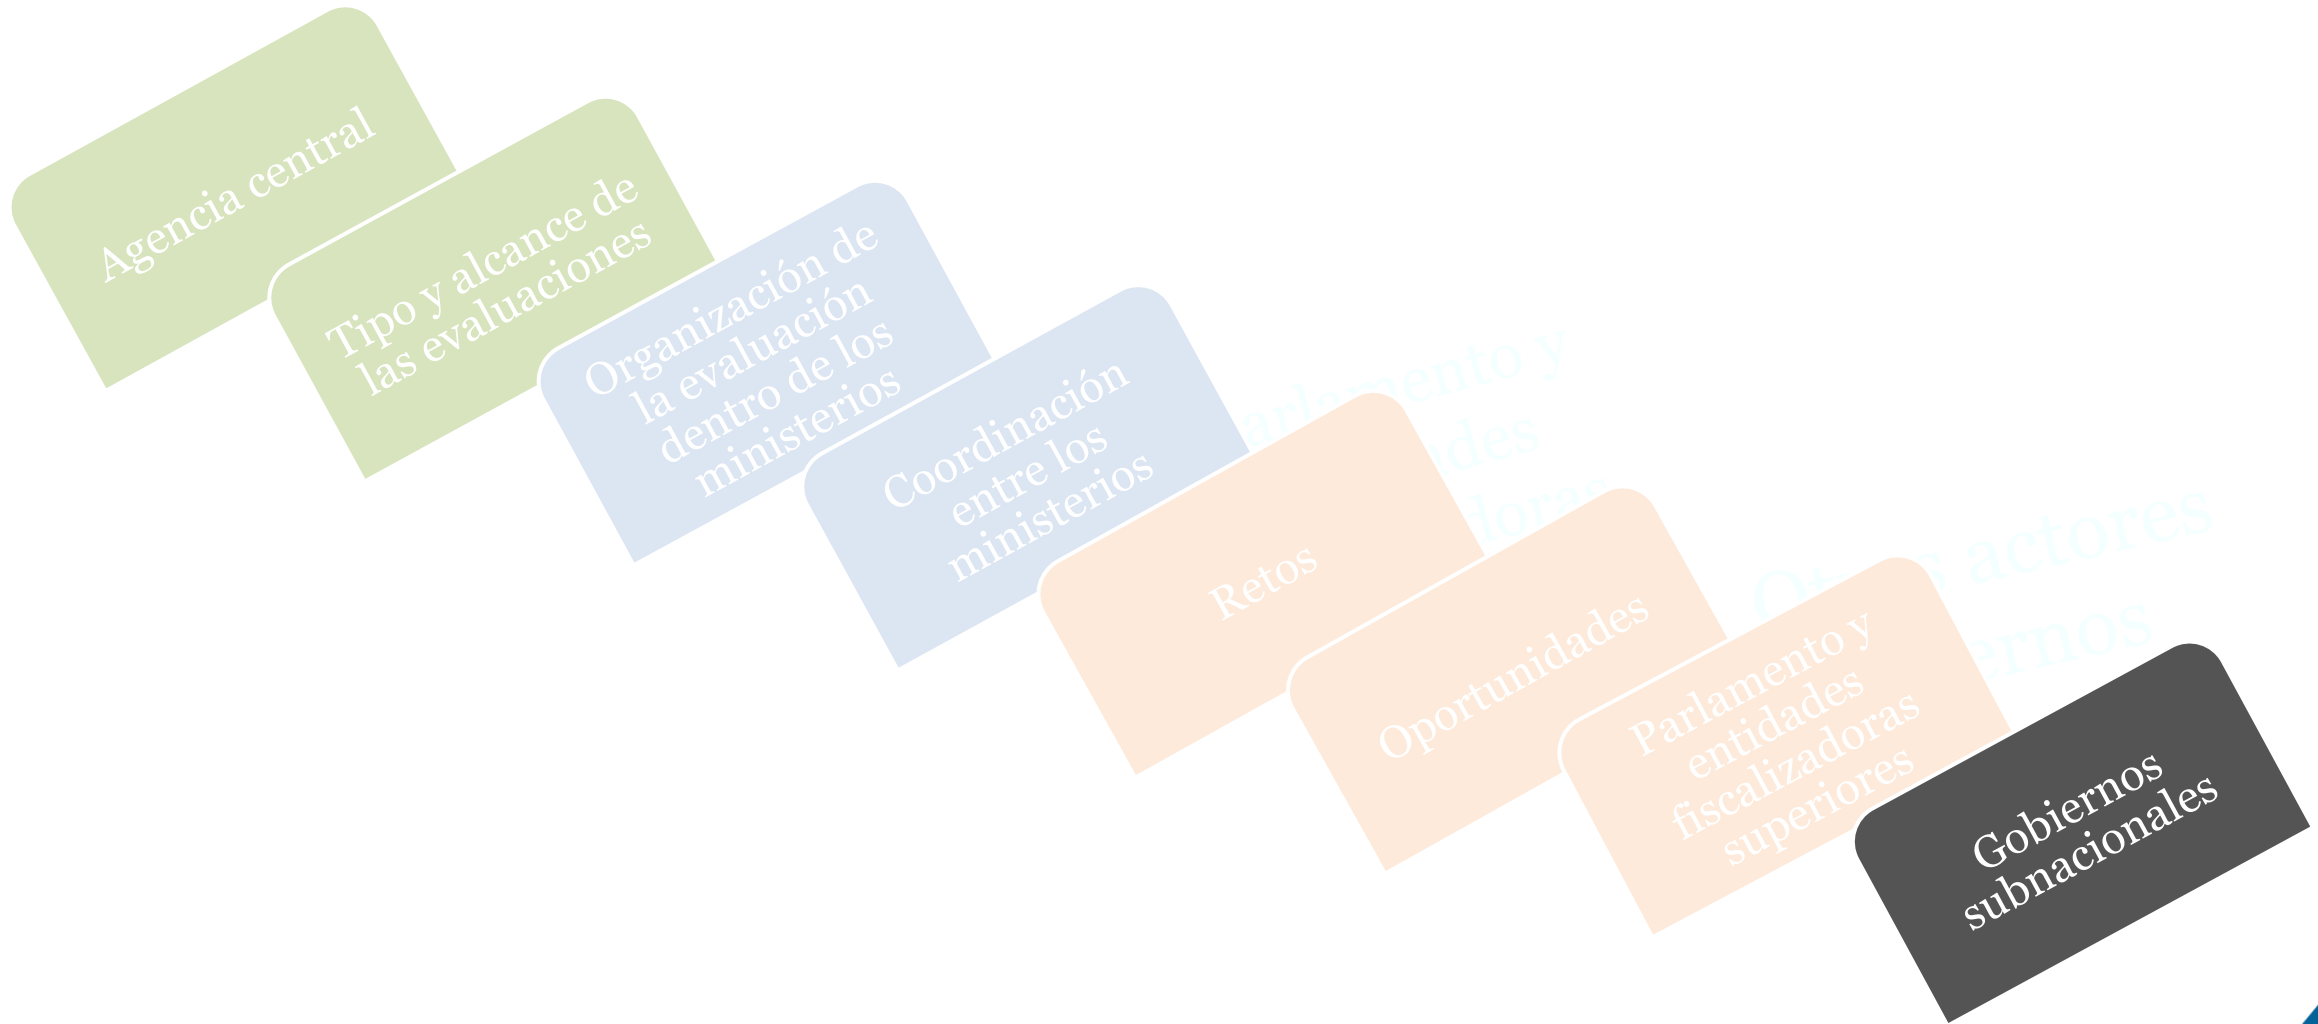 Agencia central
Tipo y alcance de
las evaluaciones
Organización de
la evaluación
dentro de los
ministerios
Coordinación
entre los
ministerios
Retos
Oportunidades
Parlamento y
entidades
fiscalizadoras
superiores
Gobiernos
subnacionales
actores